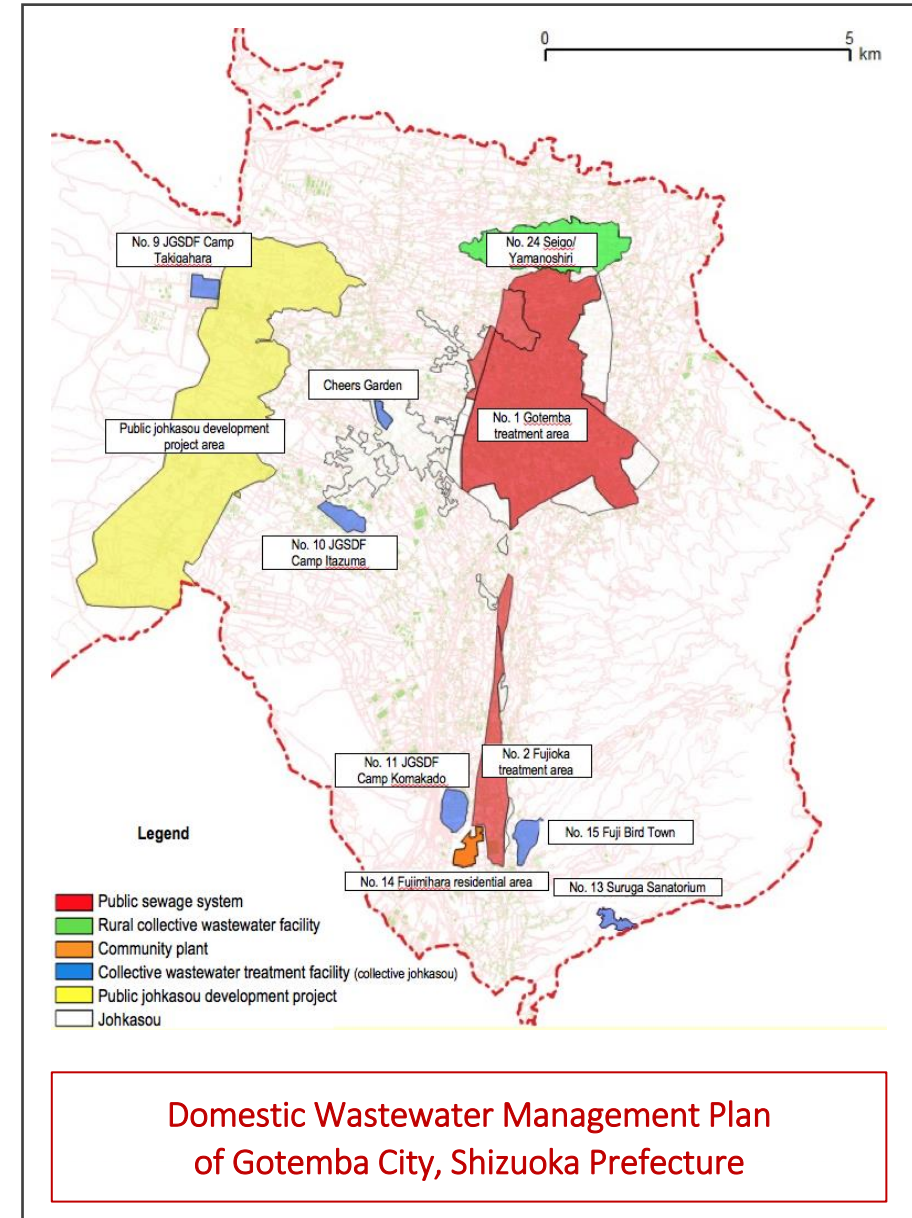 0 5
km
No. 9 JGSDF Camp
Takigahara
No. 24 Seigo/
Yamanoshiri
Cheers Garden
Public johkasou development
project area
No. 1 Gotemba
treatment area
No. 10 JGSDF
Camp Itazuma
No. 11 JGSDF
Camp Komakado
No. 2 Fujioka
treatment area
No. 15 Fuji Bird Town
No. 14 Fujimihara residential area
No. 13 Suruga Sanatorium
Legend
Public sewage system
Rural collective wastewater facility
Community plant
Collective wastewater treatment facility (collective johkasou)
Public johkasou development project
Johkasou
Domestic Wastewater Management Plan
of Gotemba City, Shizuoka Prefecture